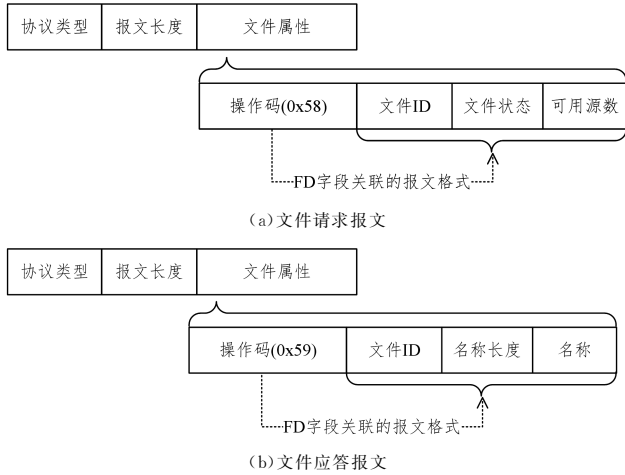 协议类型 报文长度 文件属性
操作码(0x58) 文件ID 文件状态 可用源数
FD字段关联的报文格式
(a)文件请求报文
协议类型 报文长度 文件属性
操作码(0x59) 文件ID 名称长度 名称
FD字段关联的报文格式
(b)文件应答报文